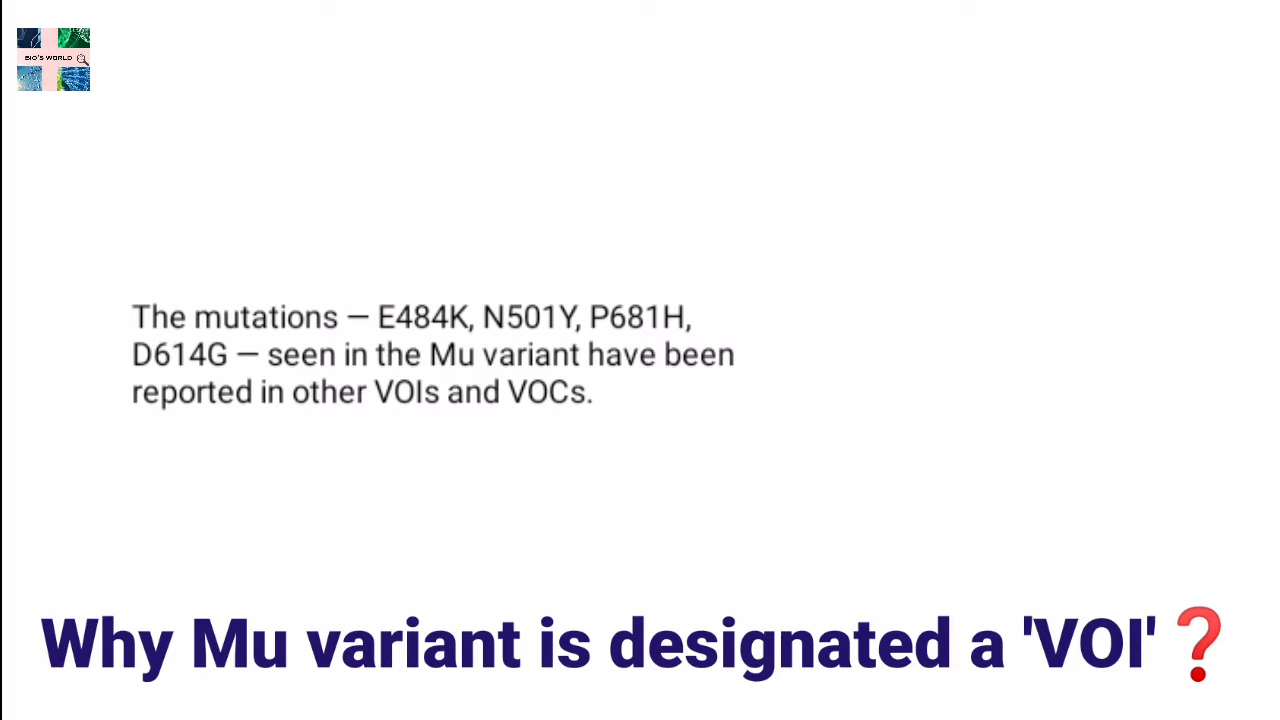 BIO'S WORLD
The mutations — E484K, N501Y, P681H,
D614G — seen in the Mu variant have been
reported in other VOIs and VOCs.
Why Mu variant is designated a 'VOI'❓